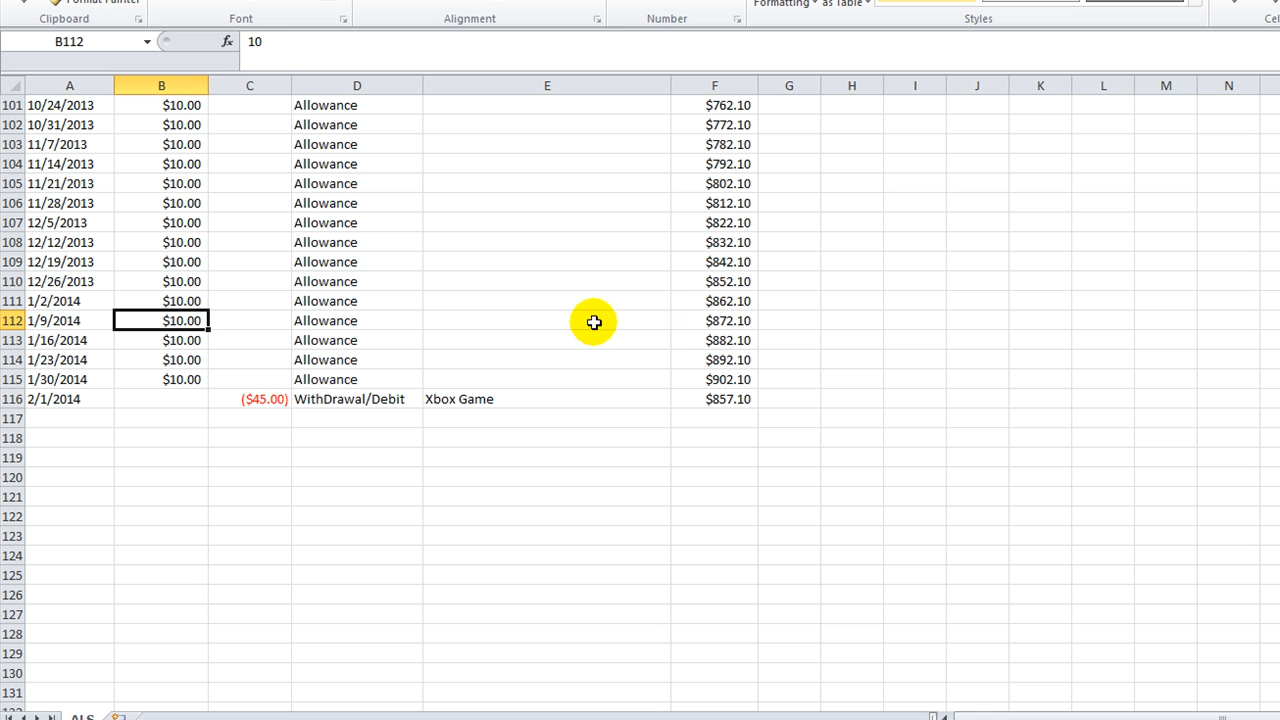 Format Painter
Formatting as Table
Clipboard Font Alignment Number Styles Cel
B112 fx 10
A B C D E F G H I J K L M N
101 10/24/2013 $10.00 Allowance $762.10
102 10/31/2013 $10.00 Allowance $772.10
103 11/7/2013 $10.00 Allowance $782.10
104 11/14/2013 $10.00 Allowance $792.10
105 11/21/2013 $10.00 Allowance $802.10
106 11/28/2013 $10.00 Allowance $812.10
107 12/5/2013 $10.00 Allowance $822.10
108 12/12/2013 $10.00 Allowance $832.10
109 12/19/2013 $10.00 Allowance $842.10
110 12/26/2013 $10.00 Allowance $852.10
111 1/2/2014 $10.00 Allowance $862.10
112 1/9/2014 $10.00 Allowance $872.10
113 1/16/2014 $10.00 Allowance $882.10
114 1/23/2014 $10.00 Allowance $892.10
115 1/30/2014 $10.00 Allowance $902.10
116 2/1/2014 ($45.00) WithDrawal/Debit Xbox Game $857.10
117
118
119
120
121
122
123
124
125
126
127
128
129
130
131
ALS